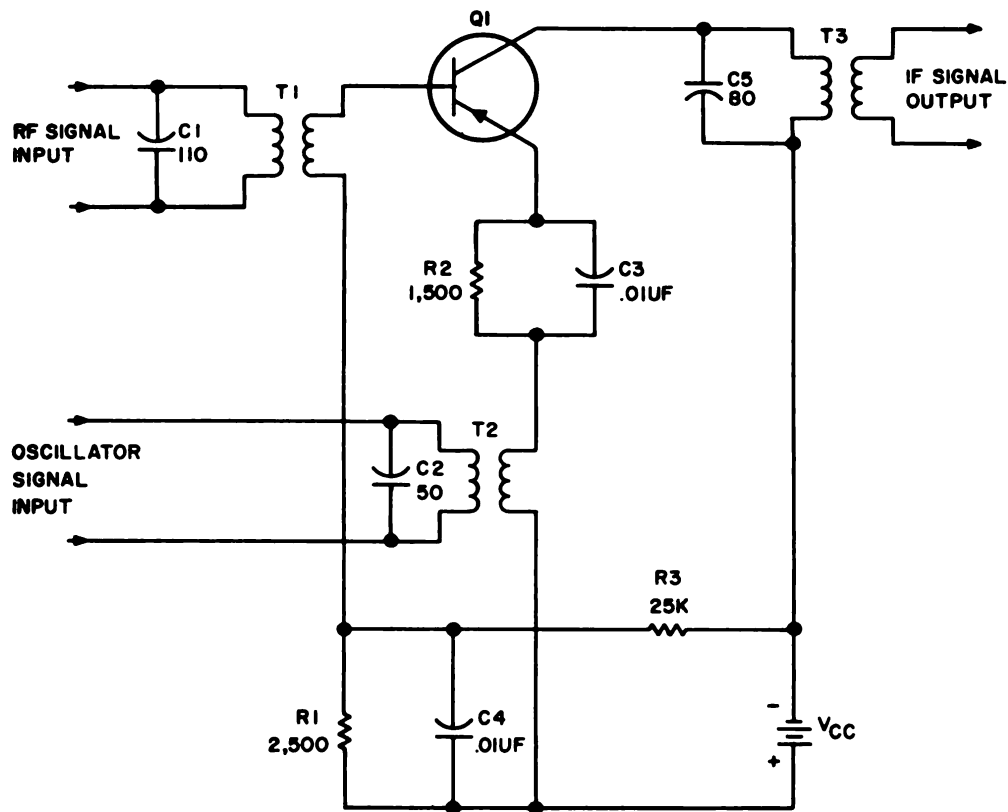 Q1
T3
C5
80
IF SIGNAL
OUTPUT
T1
RF SIGNAL
INPUT
C1
110
R2
1,500
C3
.01UF
OSCILLATOR
SIGNAL
INPUT
C2
50
T2
R3
25K
R1
2,500
C4
.01UF
-
+
VCC